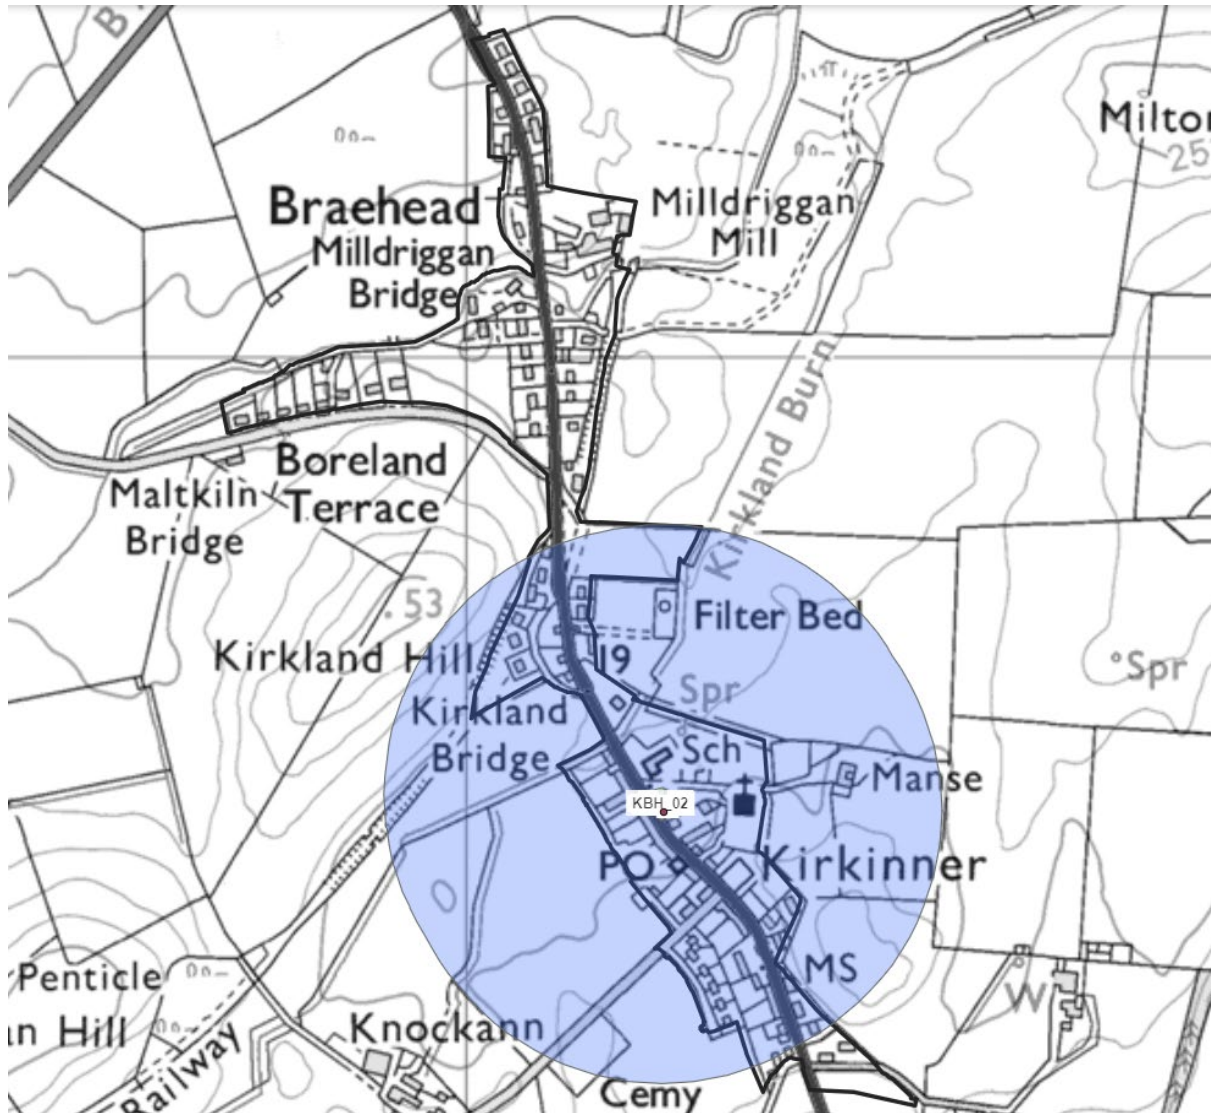 B
Milton
25
Braehead
Milldriggan
Mill
Milldriggan
Bridge
Kirkland Burn
Boreland
Terrace
Maltkiln
Bridge
. 53
Filter Bed
Kirkland Hill
19
Spr
Spr
Kirkland
Bridge
Sch
Manse
KBH_02
PO
Kirkinner
MS
Penticle
an Hill
W
Knockann
Railway
Cemy